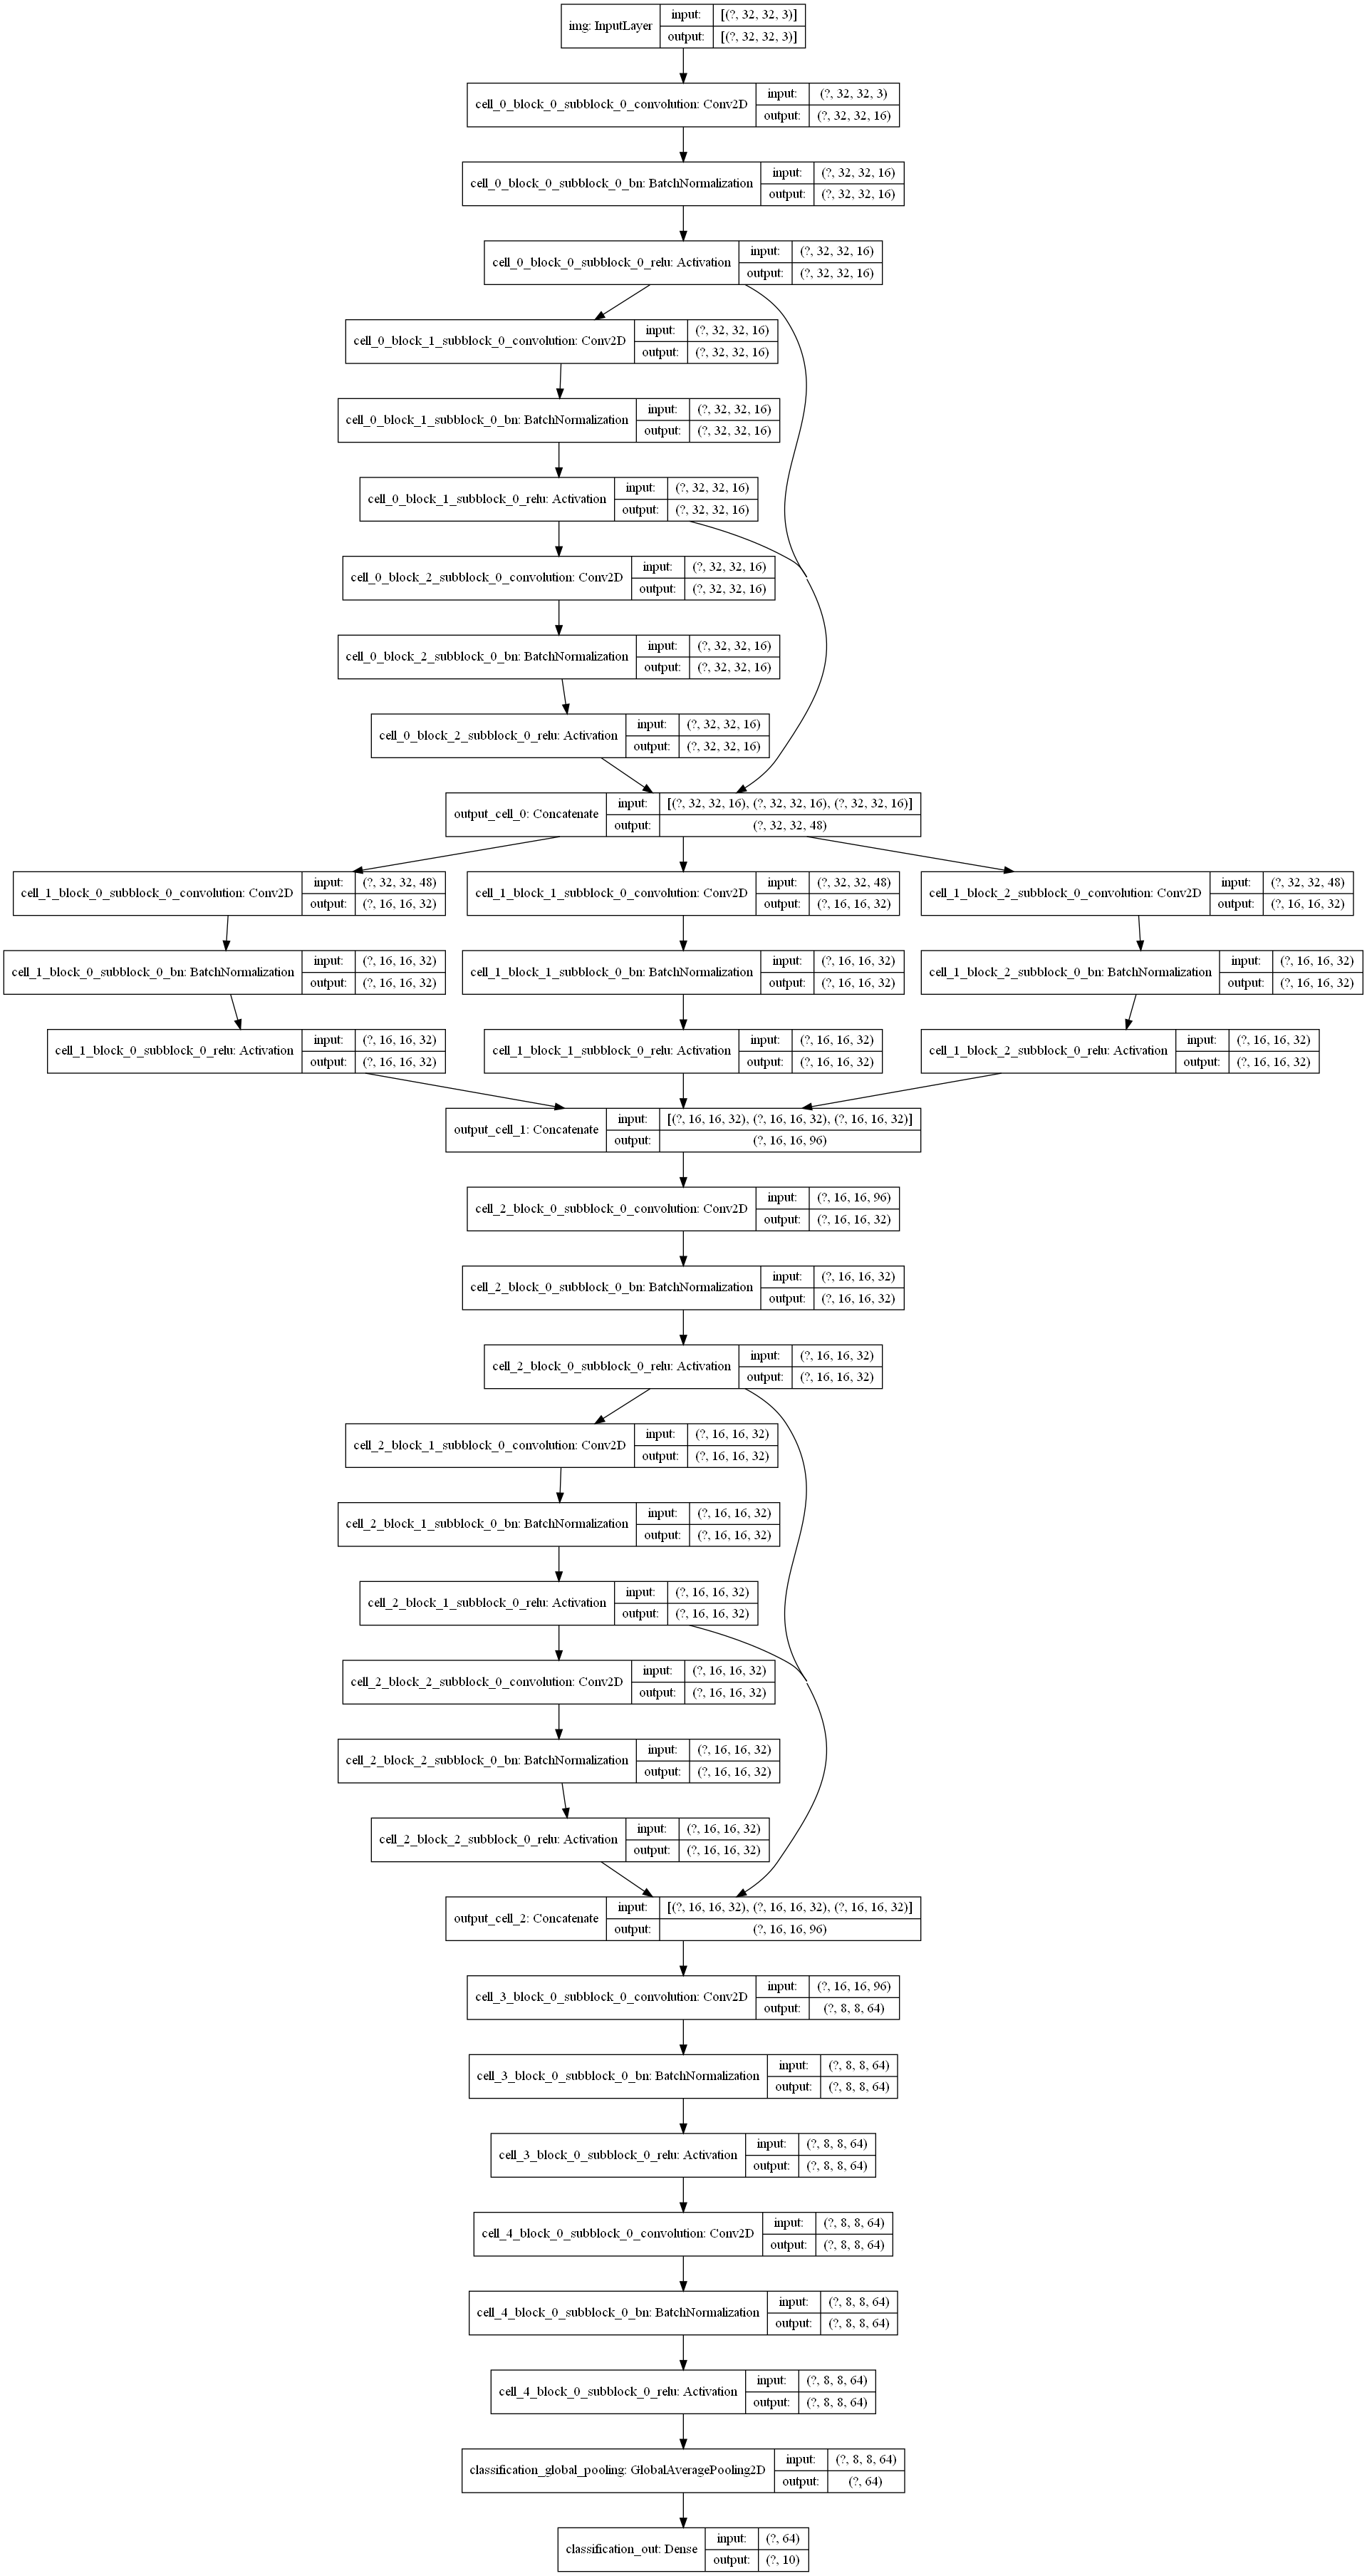 img: InputLayer
input: [(?, 32, 32, 3)]
output: [(?, 32, 32, 3)]
cell_0_block_0_subblock_0_convolution: Conv2D
input: (?, 32, 32, 3)
output: (?, 32, 32, 16)
cell_0_block_0_subblock_0_bn: BatchNormalization
input: (?, 32, 32, 16)
output: (?, 32, 32, 16)
cell_0_block_0_subblock_0_relu: Activation
input: (?, 32, 32, 16)
output: (?, 32, 32, 16)
cell_0_block_1_subblock_0_convolution: Conv2D
input: (?, 32, 32, 16)
output: (?, 32, 32, 16)
cell_0_block_1_subblock_0_bn: BatchNormalization
input: (?, 32, 32, 16)
output: (?, 32, 32, 16)
cell_0_block_1_subblock_0_relu: Activation
input: (?, 32, 32, 16)
output: (?, 32, 32, 16)
cell_0_block_2_subblock_0_convolution: Conv2D
input: (?, 32, 32, 16)
output: (?, 32, 32, 16)
cell_0_block_2_subblock_0_bn: BatchNormalization
input: (?, 32, 32, 16)
output: (?, 32, 32, 16)
cell_0_block_2_subblock_0_relu: Activation
input: (?, 32, 32, 16)
output: (?, 32, 32, 16)
output_cell_0: Concatenate
input: [(?, 32, 32, 16), (?, 32, 32, 16), (?, 32, 32, 16)]
output: (?, 32, 32, 48)
cell_1_block_0_subblock_0_convolution: Conv2D
input: (?, 32, 32, 48)
output: (?, 16, 16, 32)
cell_1_block_1_subblock_0_convolution: Conv2D
input: (?, 32, 32, 48)
output: (?, 16, 16, 32)
cell_1_block_2_subblock_0_convolution: Conv2D
input: (?, 32, 32, 48)
output: (?, 16, 16, 32)
cell_1_block_0_subblock_0_bn: BatchNormalization
input: (?, 16, 16, 32)
output: (?, 16, 16, 32)
cell_1_block_1_subblock_0_bn: BatchNormalization
input: (?, 16, 16, 32)
output: (?, 16, 16, 32)
cell_1_block_2_subblock_0_bn: BatchNormalization
input: (?, 16, 16, 32)
output: (?, 16, 16, 32)
cell_1_block_0_subblock_0_relu: Activation
input: (?, 16, 16, 32)
output: (?, 16, 16, 32)
cell_1_block_1_subblock_0_relu: Activation
input: (?, 16, 16, 32)
output: (?, 16, 16, 32)
cell_1_block_2_subblock_0_relu: Activation
input: (?, 16, 16, 32)
output: (?, 16, 16, 32)
output_cell_1: Concatenate
input: [(?, 16, 16, 32), (?, 16, 16, 32), (?, 16, 16, 32)]
output: (?, 16, 16, 96)
cell_2_block_0_subblock_0_convolution: Conv2D
input: (?, 16, 16, 96)
output: (?, 16, 16, 32)
cell_2_block_0_subblock_0_bn: BatchNormalization
input: (?, 16, 16, 32)
output: (?, 16, 16, 32)
cell_2_block_0_subblock_0_relu: Activation
input: (?, 16, 16, 32)
output: (?, 16, 16, 32)
cell_2_block_1_subblock_0_convolution: Conv2D
input: (?, 16, 16, 32)
output: (?, 16, 16, 32)
cell_2_block_1_subblock_0_bn: BatchNormalization
input: (?, 16, 16, 32)
output: (?, 16, 16, 32)
cell_2_block_1_subblock_0_relu: Activation
input: (?, 16, 16, 32)
output: (?, 16, 16, 32)
cell_2_block_2_subblock_0_convolution: Conv2D
input: (?, 16, 16, 32)
output: (?, 16, 16, 32)
cell_2_block_2_subblock_0_bn: BatchNormalization
input: (?, 16, 16, 32)
output: (?, 16, 16, 32)
cell_2_block_2_subblock_0_relu: Activation
input: (?, 16, 16, 32)
output: (?, 16, 16, 32)
output_cell_2: Concatenate
input: [(?, 16, 16, 32), (?, 16, 16, 32), (?, 16, 16, 32)]
output: (?, 16, 16, 96)
cell_3_block_0_subblock_0_convolution: Conv2D
input: (?, 16, 16, 96)
output: (?, 8, 8, 64)
cell_3_block_0_subblock_0_bn: BatchNormalization
input: (?, 8, 8, 64)
output: (?, 8, 8, 64)
cell_3_block_0_subblock_0_relu: Activation
input: (?, 8, 8, 64)
output: (?, 8, 8, 64)
cell_4_block_0_subblock_0_convolution: Conv2D
input: (?, 8, 8, 64)
output: (?, 8, 8, 64)
cell_4_block_0_subblock_0_bn: BatchNormalization
input: (?, 8, 8, 64)
output: (?, 8, 8, 64)
cell_4_block_0_subblock_0_relu: Activation
input: (?, 8, 8, 64)
output: (?, 8, 8, 64)
classification_global_pooling: GlobalAveragePooling2D
input: (?, 8, 8, 64)
output: (?, 64)
classification_out: Dense
input: (?, 64)
output: (?, 10)